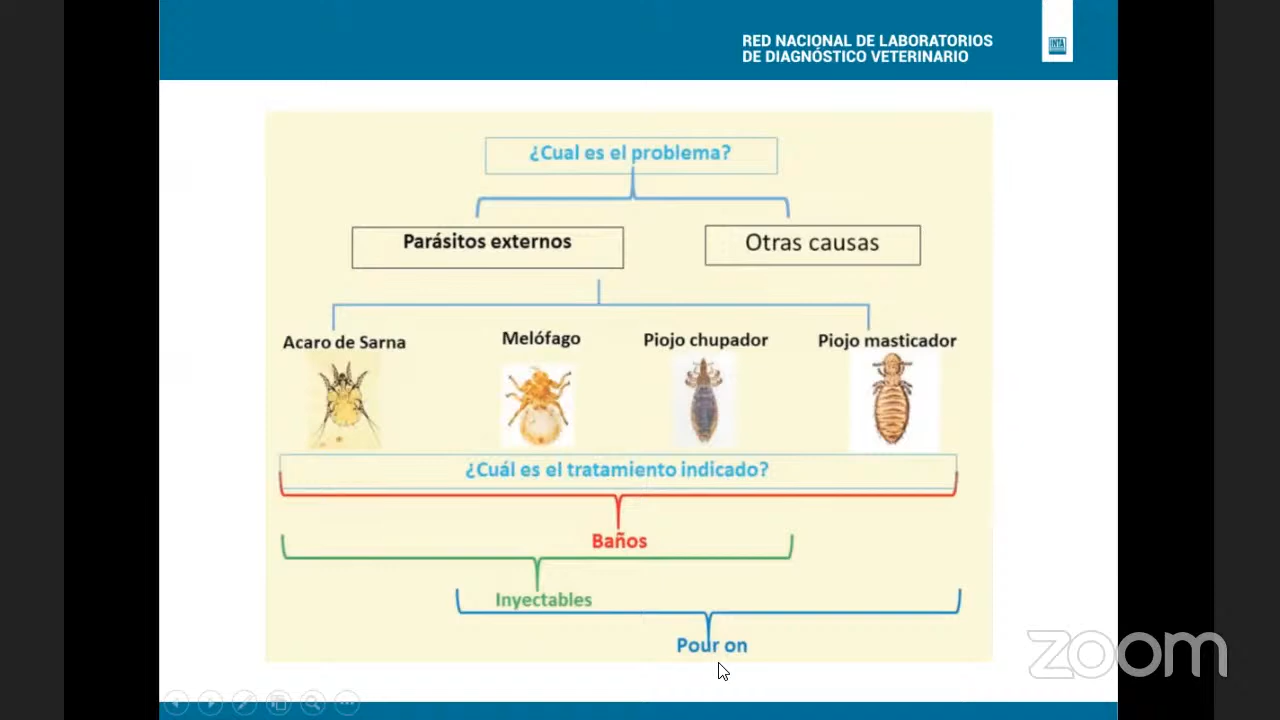 RED NACIONAL DE LABORATORIOS
DE DIAGNÓSTICO VETERINARIO
INTA
¿Cual es el problema?
Parásitos externos
Otras causas
Acaro de Sarna
Melófago
Piojo chupador
Piojo masticador
¿Cuál es el tratamiento indicado?
Baños
Inyectables
Pour on
zoom